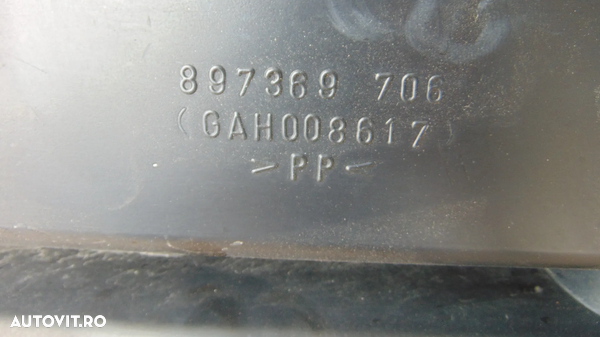 897369 706
(GAH008617)
>PP<
AUTOVIT.RO